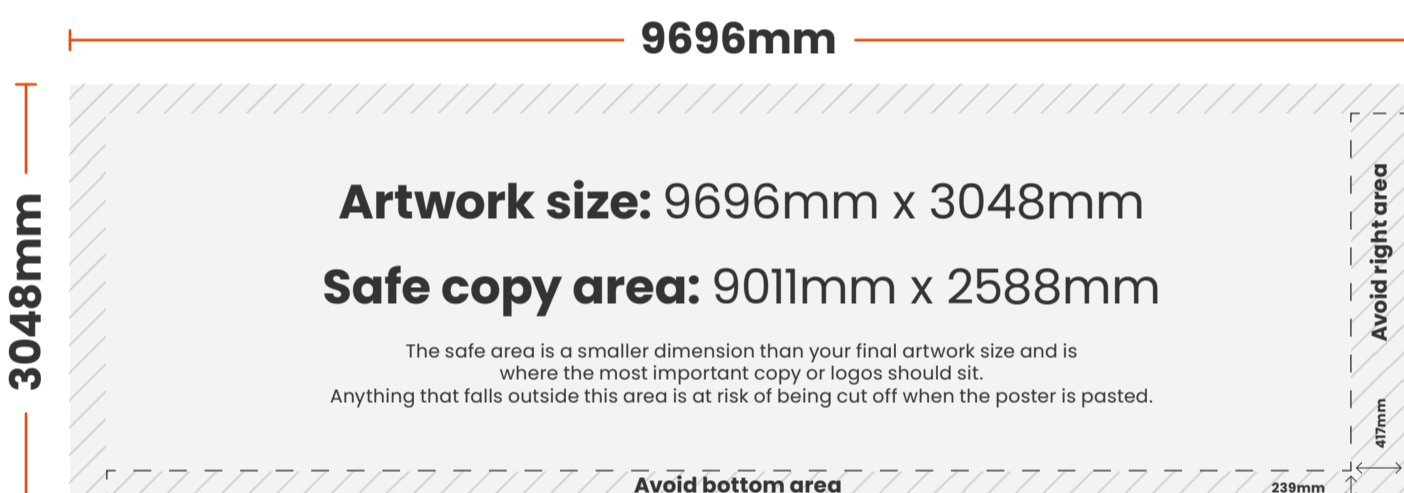 9696mm
3048mm
Artwork size: 9696mm x 3048mm
Safe copy area: 9011mm x 2588mm
The safe area is a smaller dimension than your final artwork size and is
where the most important copy or logos should sit.
Anything that falls outside this area is at risk of being cut off when the poster is pasted.
Avoid right area
417mm
Avoid bottom area
239mm